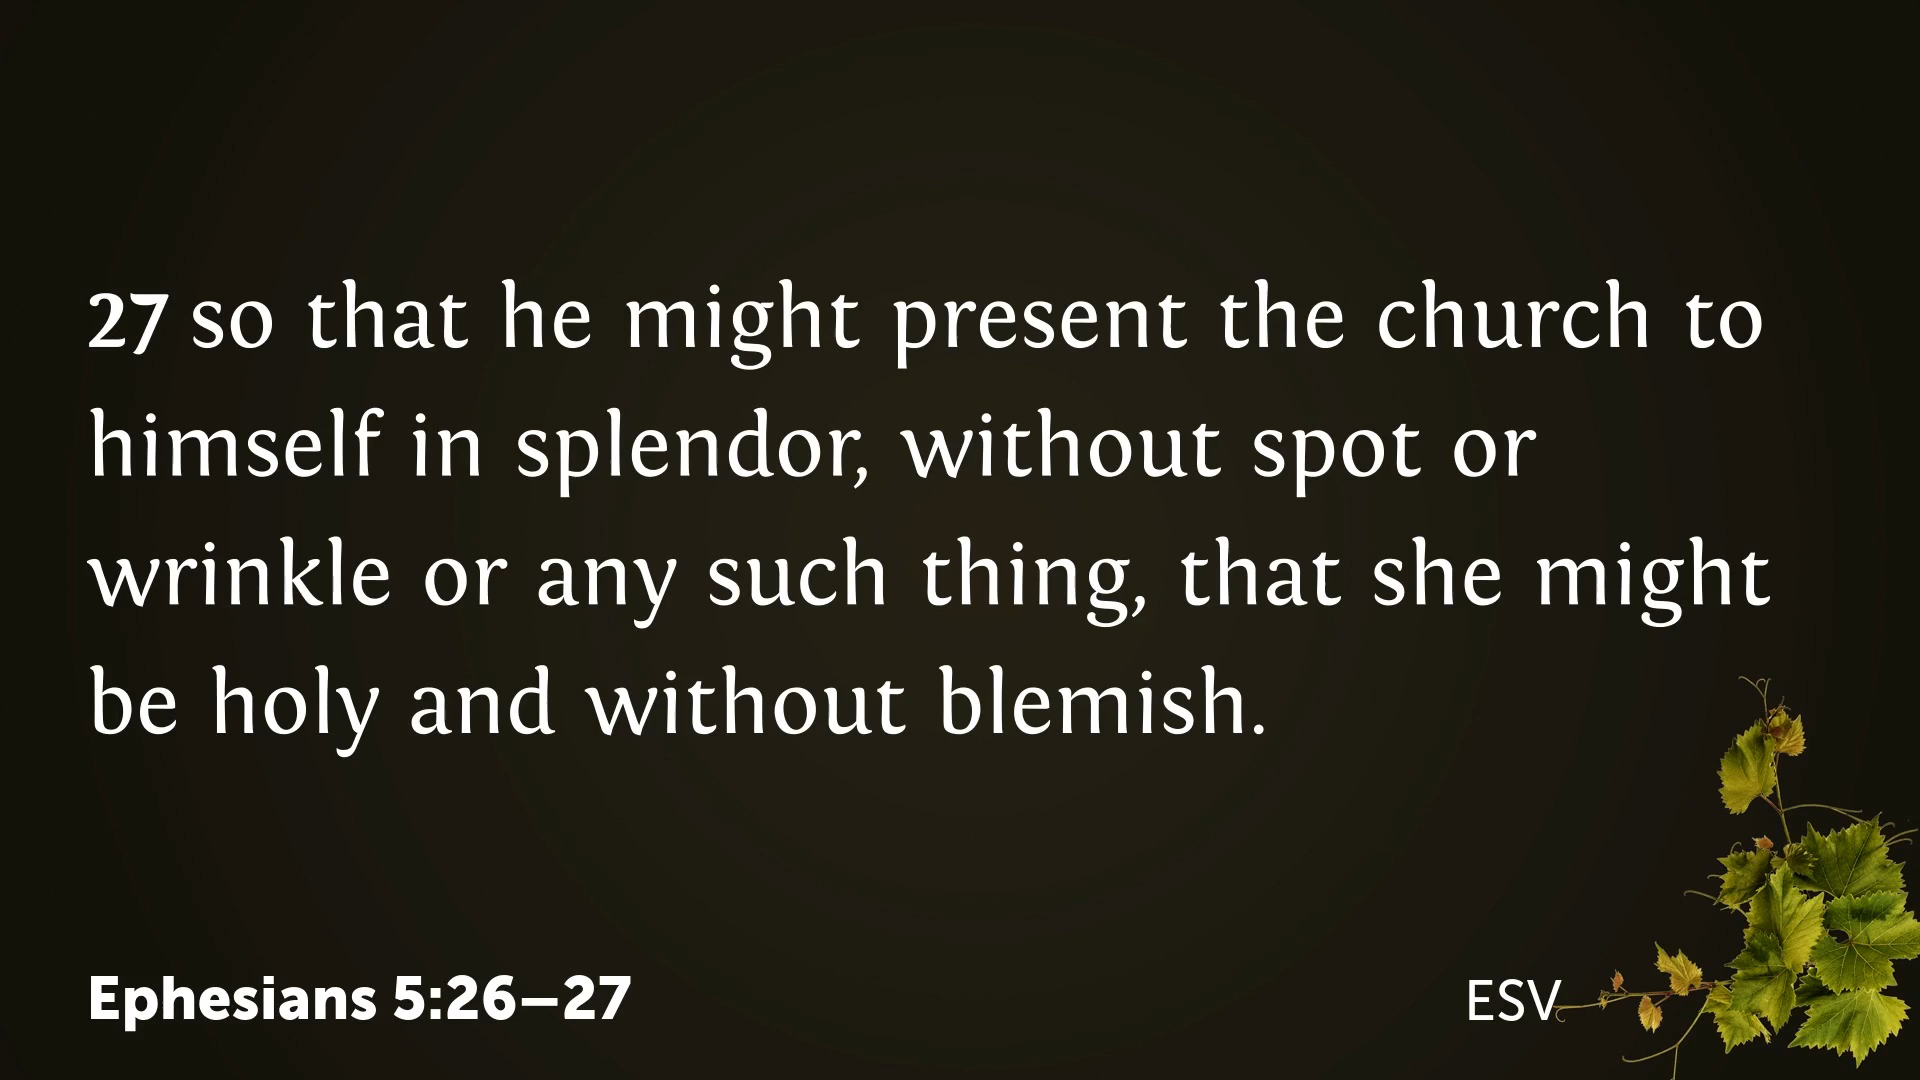 27 so that he might present the church to
himself in splendor, without spot or
wrinkle or any such thing, that she might
be holy and without blemish.
Ephesians 5:26–27
ESV